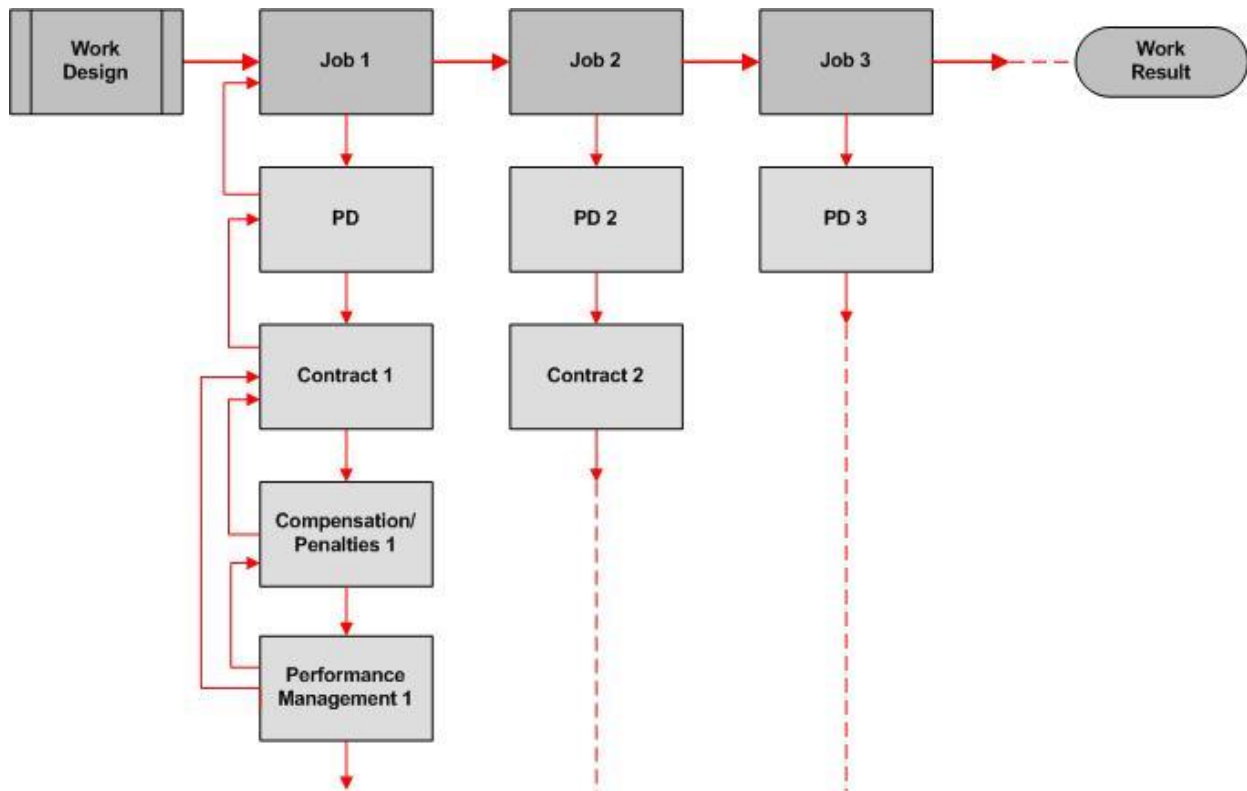 Work
Design
Job 1
Job 2
Job 3
Work
Result
PD
PD 2
PD 3
Contract 1
Contract 2
Compensation/
Penalties 1
Performance
Management 1